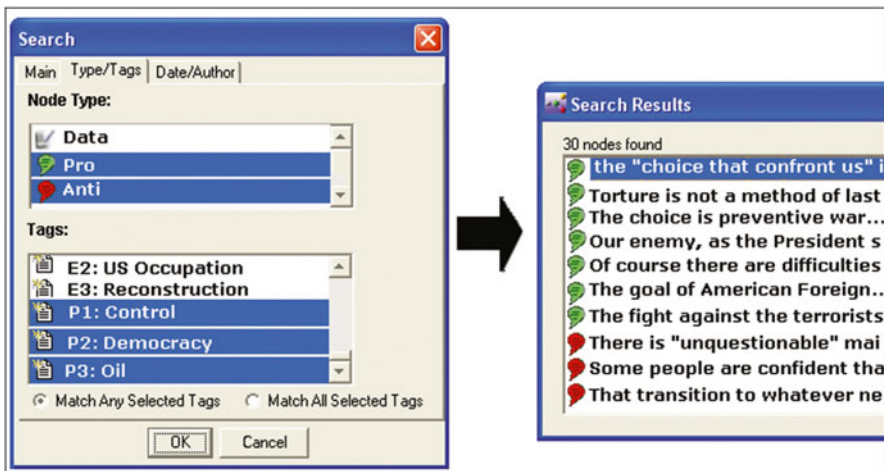 Search
Main Type/Tags Date/Author
Node Type:
Data
Pro
Anti
Tags:
E2: US Occupation
E3: Reconstruction
P1: Control
P2: Democracy
P3: Oil
Match Any Selected Tags Match All Selected Tags
OK Cancel
Search Results
30 nodes found
the "choice that confront us" i
Torture is not a method of last
The choice is preventive war...
Our enemy, as the President s
Of course there are difficulties
The goal of American Foreign..
The fight against the terrorists
There is "unquestionable" mai
Some people are confident tha
That transition to whatever ne